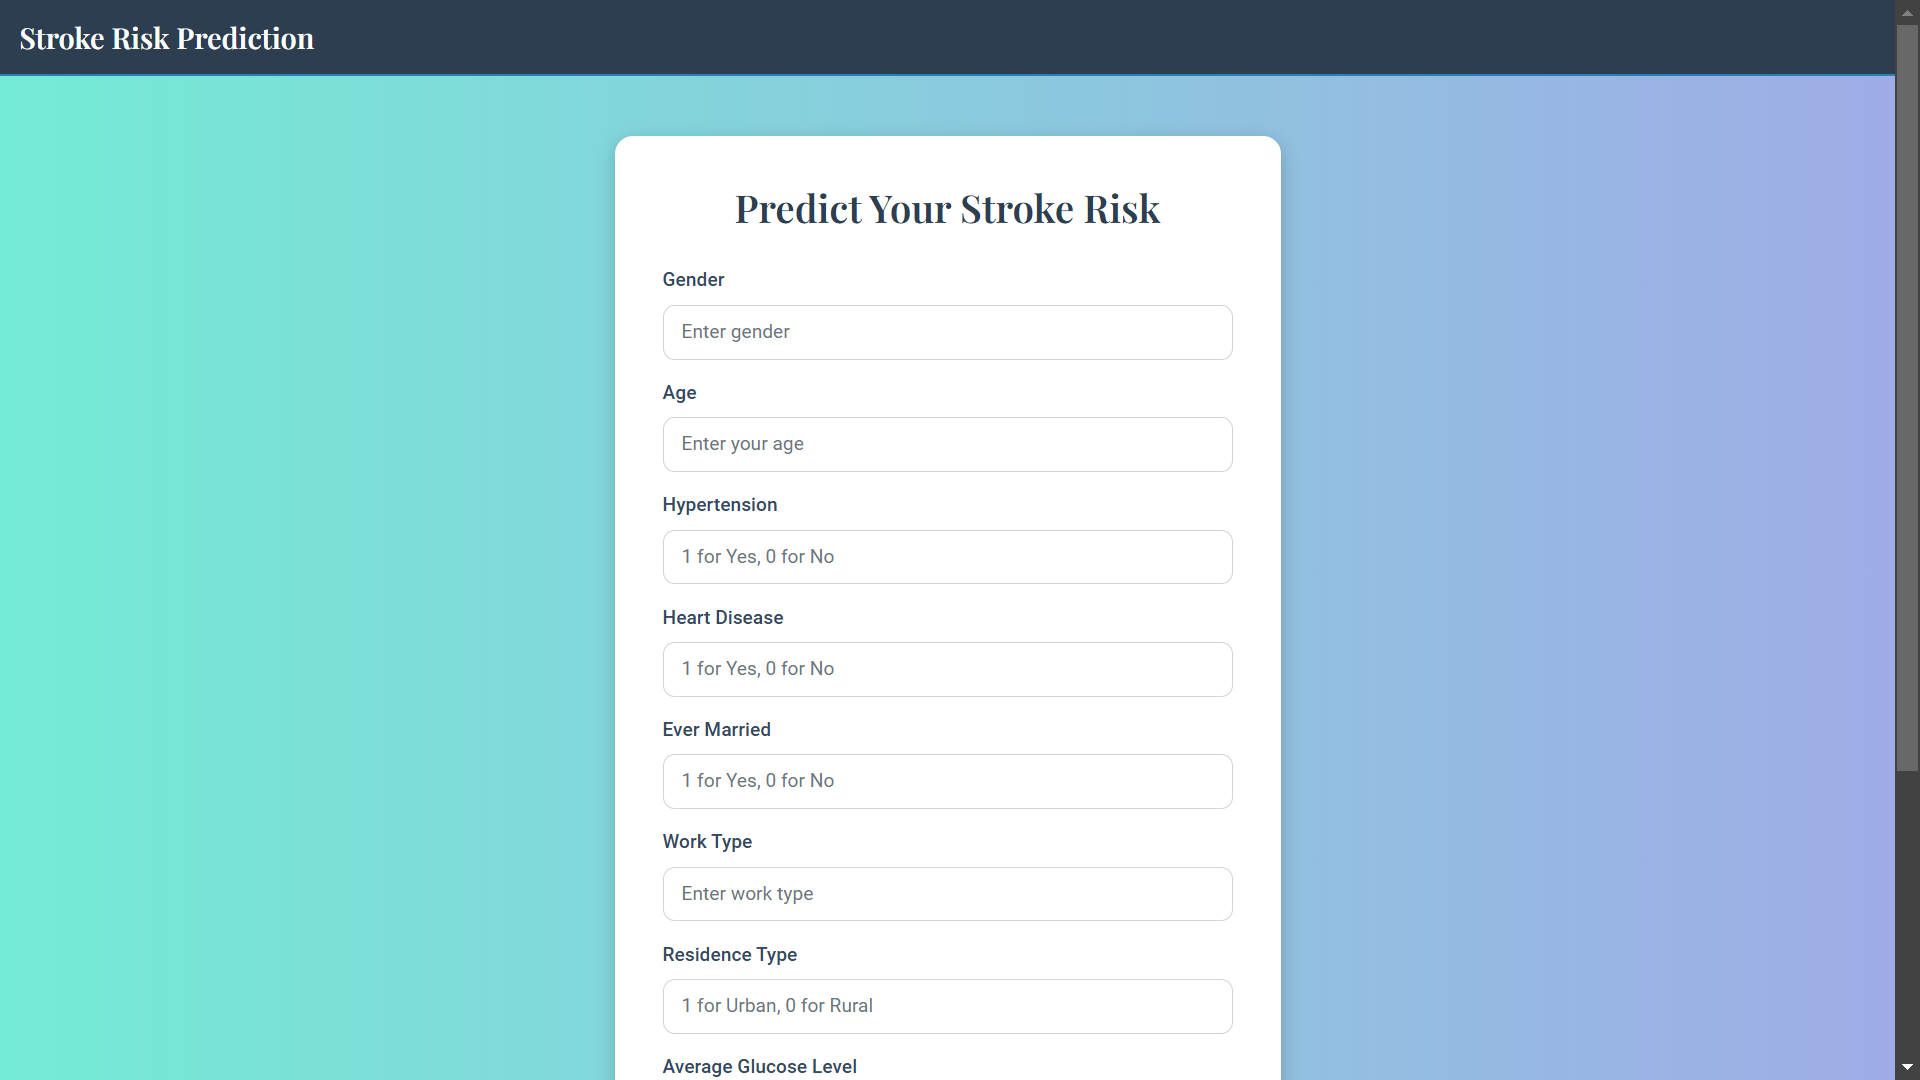 Stroke Risk Prediction
Predict Your Stroke Risk
Gender
Enter gender
Age
Enter your age
Hypertension
1 for Yes, 0 for No
Heart Disease
1 for Yes, 0 for No
Ever Married
1 for Yes, 0 for No
Work Type
Enter work type
Residence Type
1 for Urban, 0 for Rural
Average Glucose Level